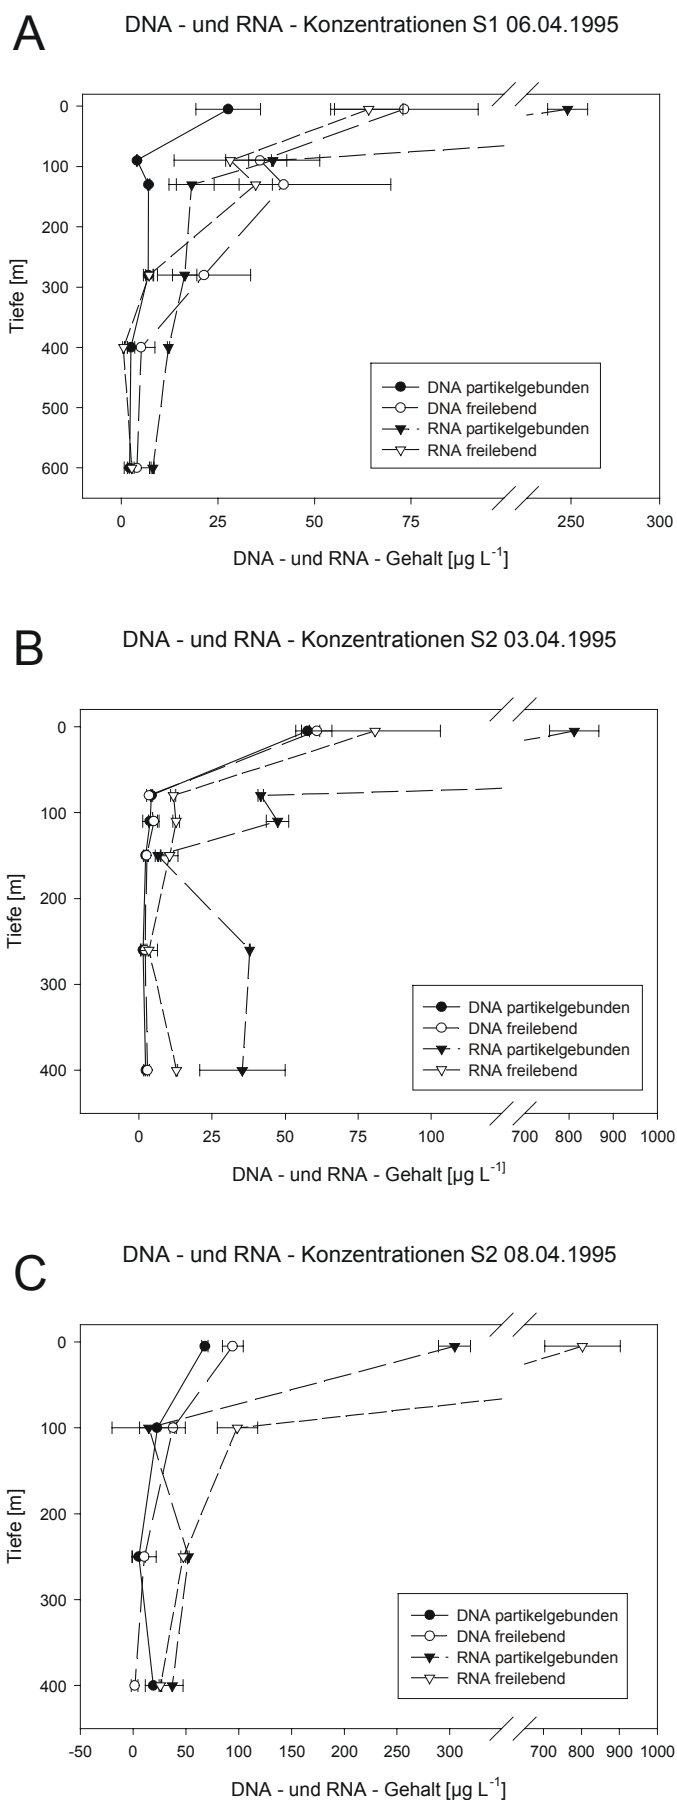 A
DNA - und RNA - Konzentrationen S1 06.04.1995
0
100
200
300
400
500
600
Tiefe [m]
DNA partikelgebunden
DNA freilebend
RNA partikelgebunden
RNA freilebend
0 25 50 75 250 300
DNA - und RNA - Gehalt [µg L⁻¹]
B
DNA - und RNA - Konzentrationen S2 03.04.1995
0
100
200
300
400
Tiefe [m]
DNA partikelgebunden
DNA freilebend
RNA partikelgebunden
RNA freilebend
0 25 50 75 100 700 800 900 1000
DNA - und RNA - Gehalt [µg L⁻¹]
C
DNA - und RNA - Konzentrationen S2 08.04.1995
0
100
200
300
400
Tiefe [m]
DNA partikelgebunden
DNA freilebend
RNA partikelgebunden
RNA freilebend
-50 0 50 100 150 200 250 300 700 800 900 1000
DNA - und RNA - Gehalt [µg L⁻¹]